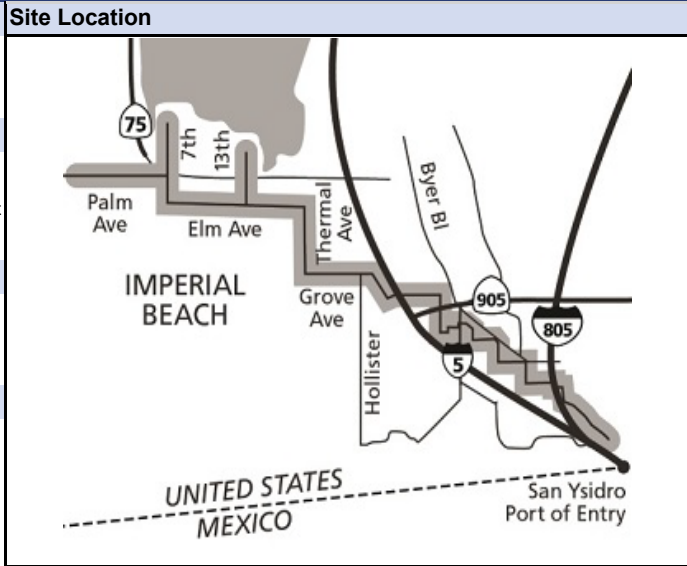 Site Location
75
7th
13th
Palm
Ave
Elm Ave
Thermal
Ave
Byer Bl
IMPERIAL
BEACH
Grove
Ave
905
805
5
Hollister
UNITED STATES
MEXICO
San Ysidro
Port of Entry